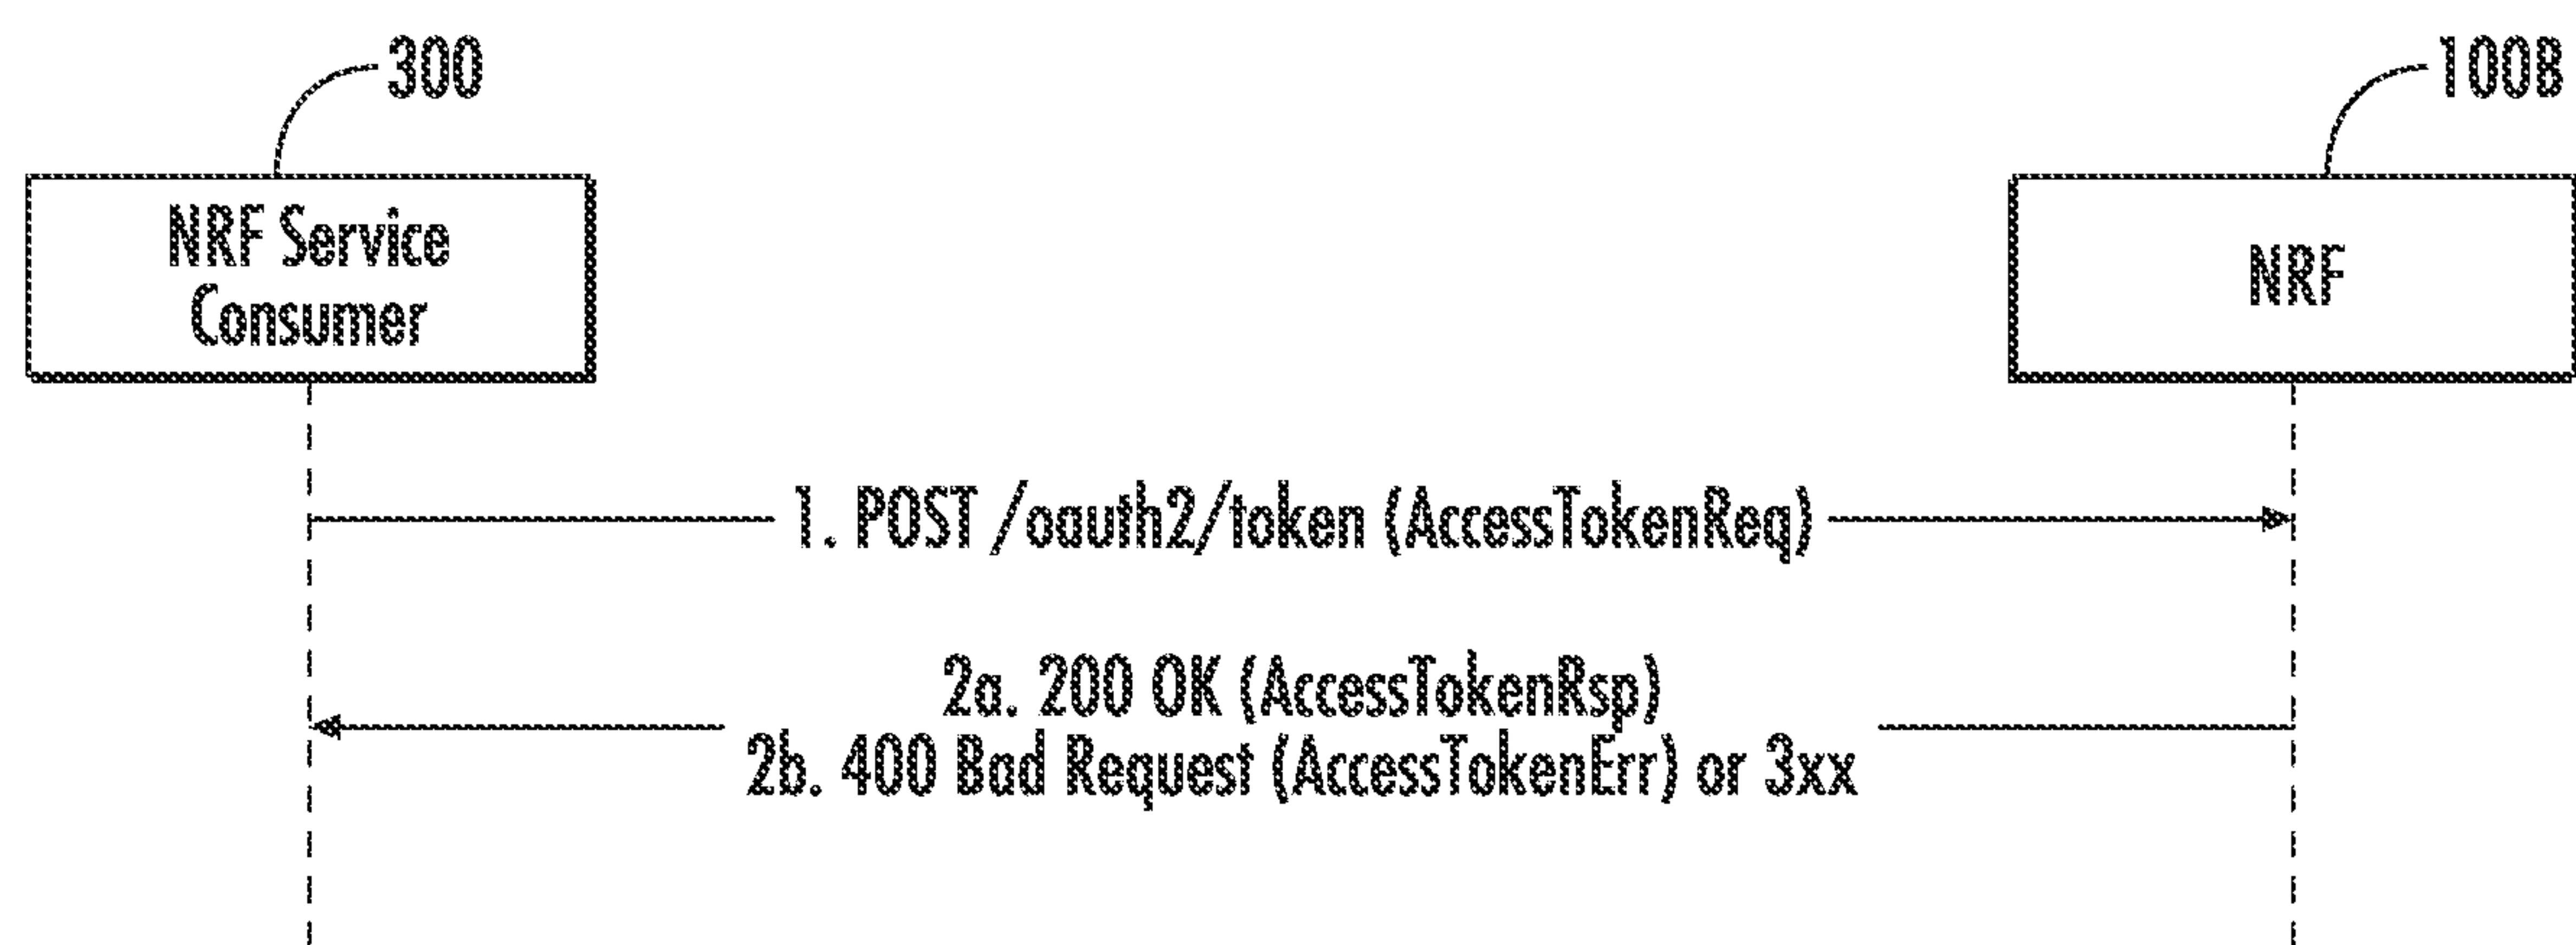 300
100B
NRF Service
Consumer
NRF
1. POST /oauth2/token (AccessTokenReq)
2a. 200 OK (AccessTokenRsp)
2b. 400 Bad Request (AccessTokenErr) or 3xx